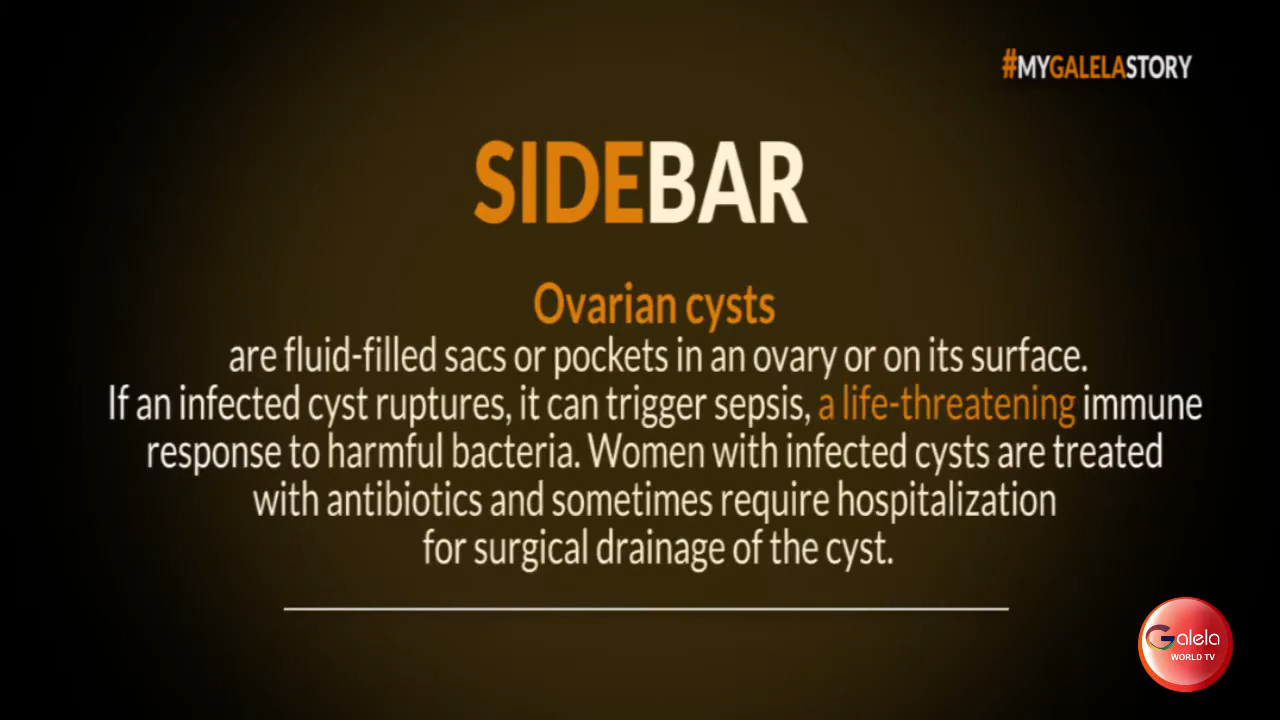 #MYGALELASTORY
SIDEBAR
Ovarian cysts
are fluid-filled sacs or pockets in an ovary or on its surface.
If an infected cyst ruptures, it can trigger sepsis, a life-threatening immune
response to harmful bacteria. Women with infected cysts are treated
with antibiotics and sometimes require hospitalization
for surgical drainage of the cyst.
Galela
WORLD TV